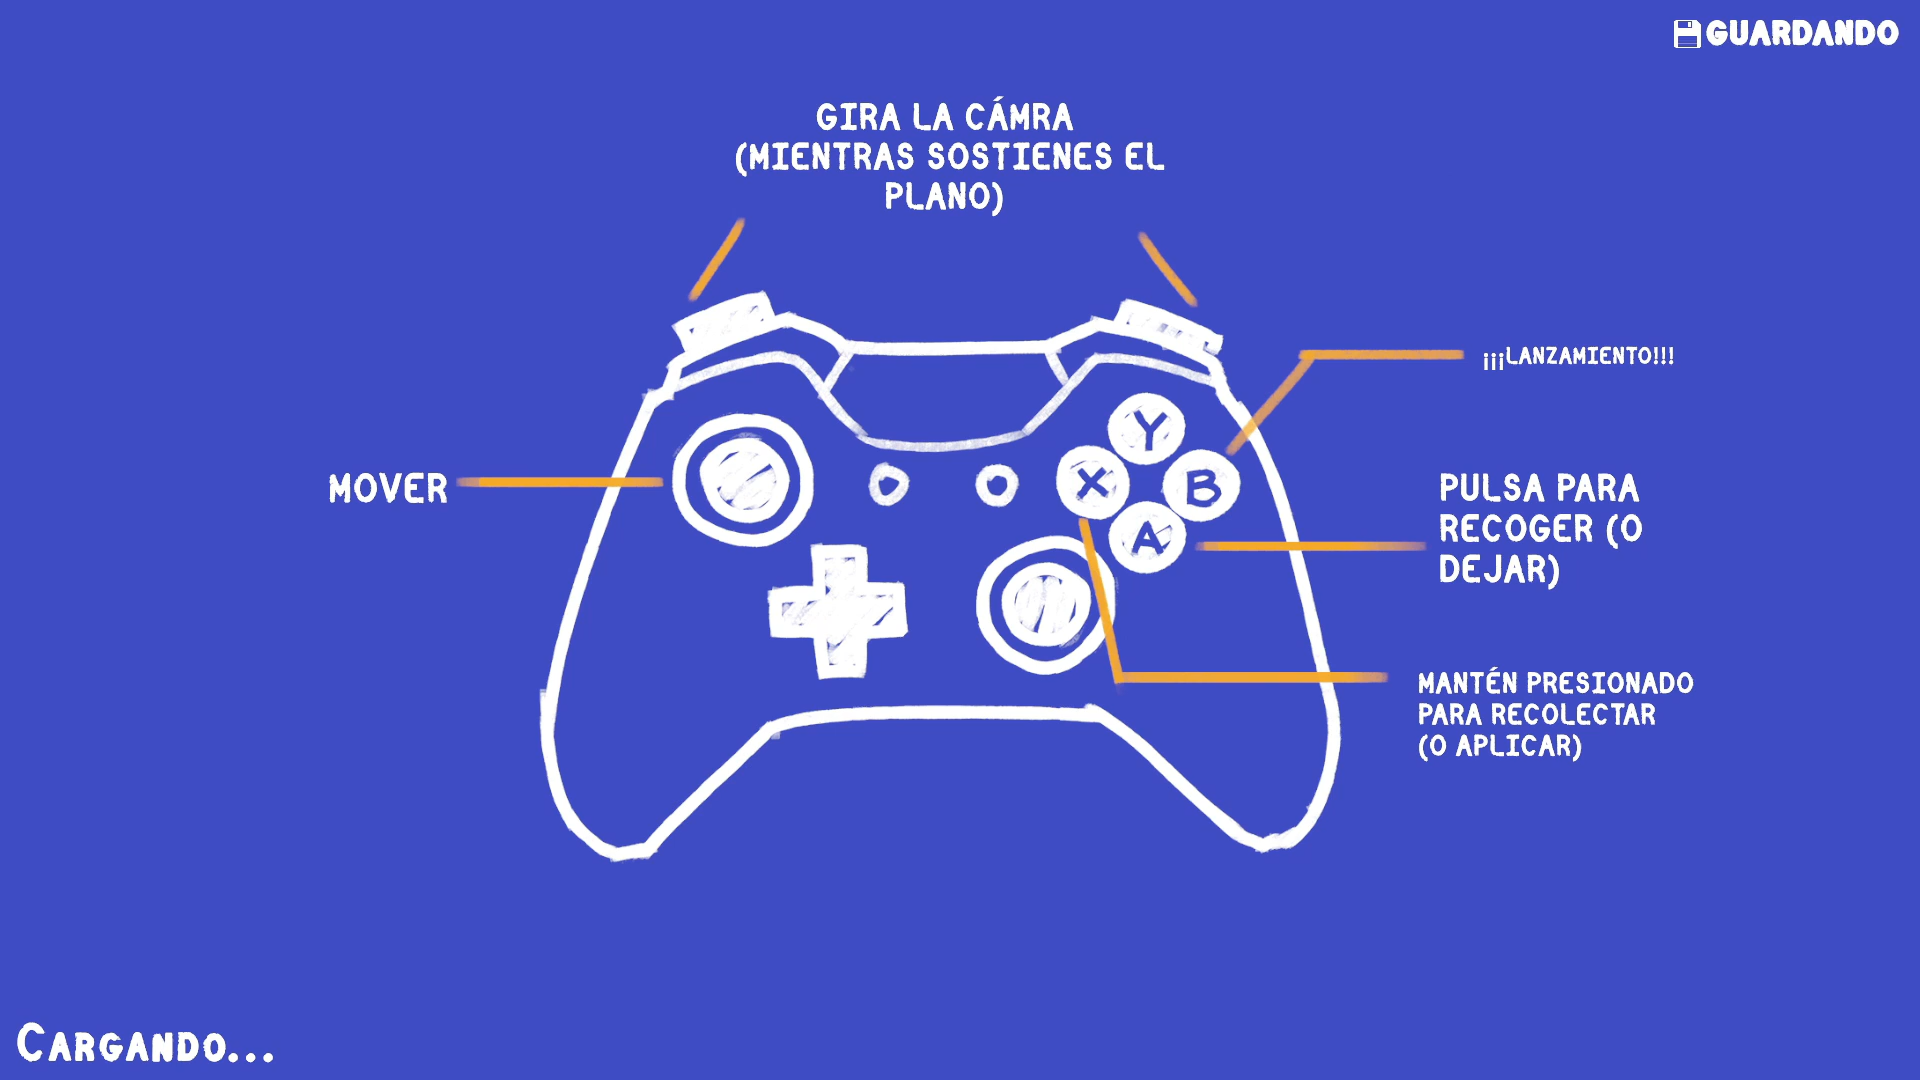 GUARDANDO
GIRA LA CÁMRA
(MIENTRAS SOSTIENES EL
PLANO)
¡¡¡LANZAMIENTO!!!
Y
X
B
A
MOVER
PULSA PARA
RECOGER (O
DEJAR)
MANTÉN PRESIONADO
PARA RECOLECTAR
(O APLICAR)
CARGANDO...